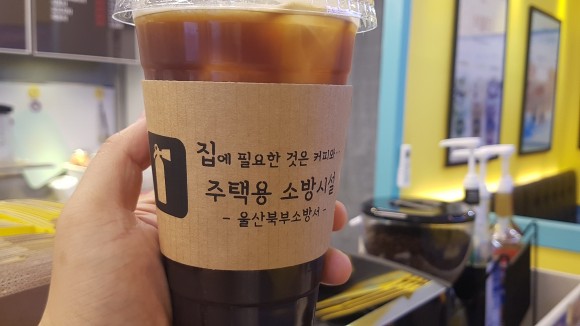 집에 필요한 것은 커피와…
주택용 소방시설
- 울산북부소방서 -